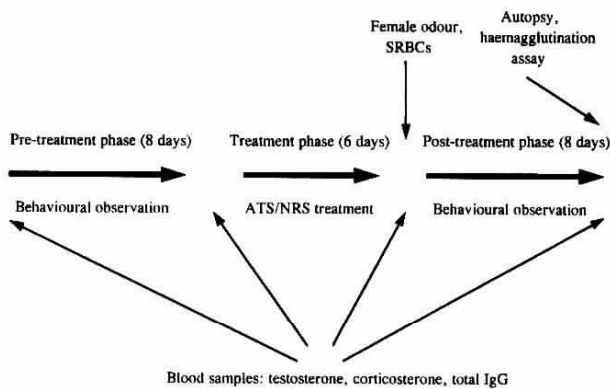 Female odour,
SRBCs
Autopsy,
haemagglutination
assay
Pre-treatment phase (8 days)
Treatment phase (6 days)
Post-treatment phase (8 days)
Behavioural observation
ATS/NRS treatment
Behavioural observation
Blood samples: testosterone, corticosterone, total IgG